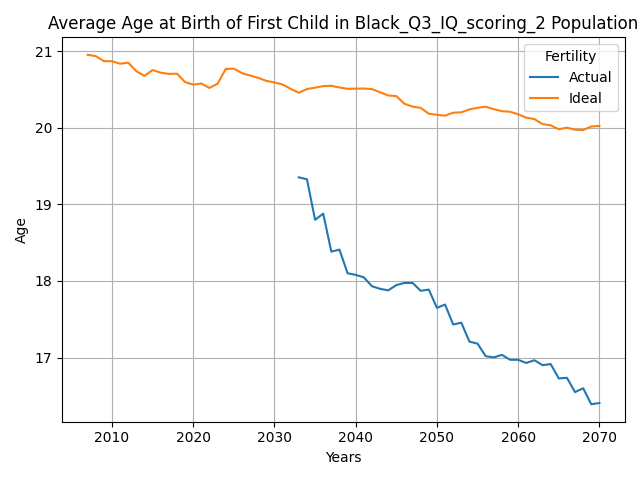 Average Age at Birth of First Child in Black_Q3_IQ_scoring_2 Population
21
20
19
18
17
Age
Fertility
Actual
Ideal
2010 2020 2030 2040 2050 2060 2070
Years